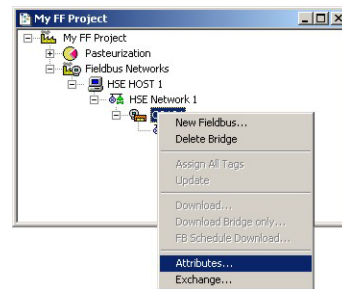 My FF Project
My FF Project
Pasteurization
Fieldbus Networks
HSE HOST 1
HSE Network 1
New Fieldbus...
Delete Bridge
Assign All Tags
Update
Download...
Download Bridge only...
FB Schedule Download...
Attributes...
Exchange...